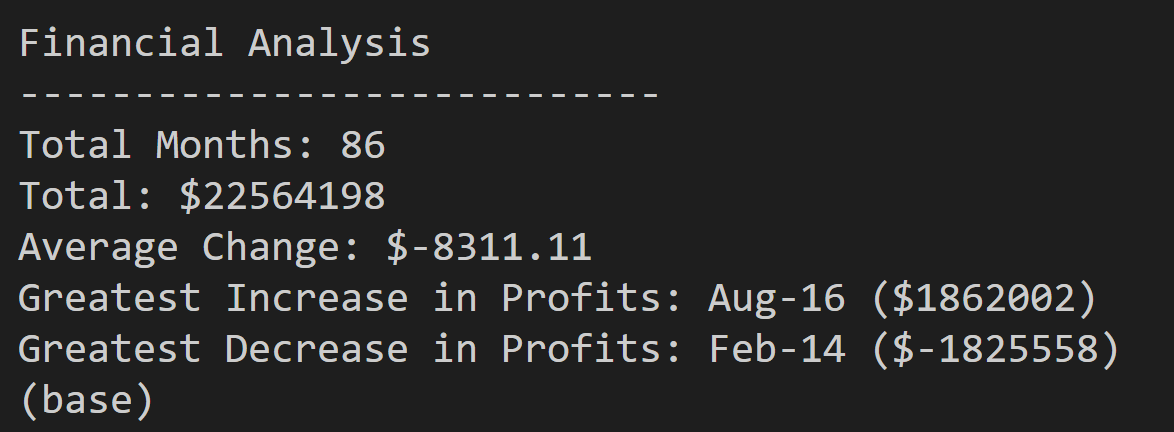 Financial Analysis
----------------------------
Total Months: 86
Total: $22564198
Average Change: $-8311.11
Greatest Increase in Profits: Aug-16 ($1862002)
Greatest Decrease in Profits: Feb-14 ($-1825558)
(base)